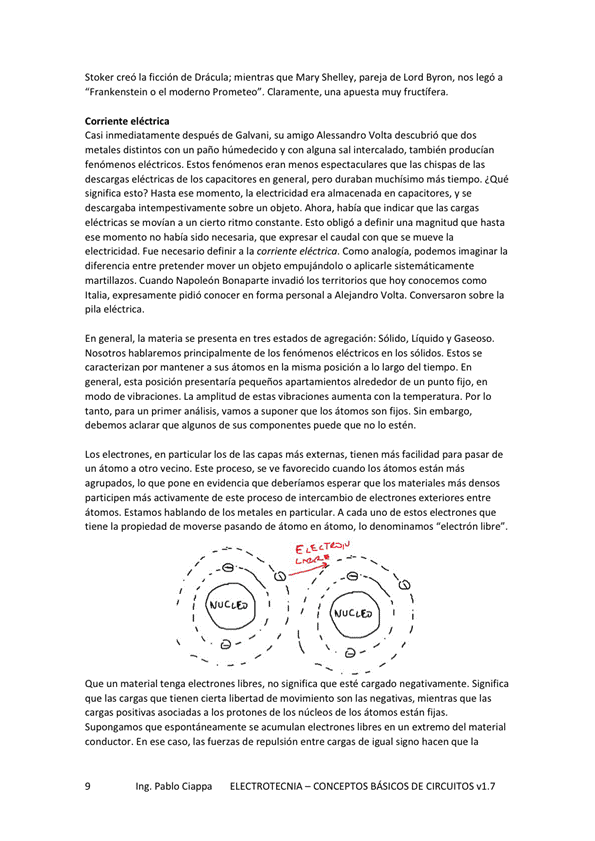 Stoker creó la ficción de Drácula; mientras que Mary Shelley, pareja de Lord Byron, nos legó a
“Frankenstein o el moderno Prometeo”. Claramente, una apuesta muy fructífera.
Corriente eléctrica
Casi inmediatamente después de Galvani, su amigo Alessandro Volta descubrió que dos
metales distintos con un paño húmedecido y con alguna sal intercalado, también producían
fenómenos eléctricos. Estos fenómenos eran menos espectaculares que las chispas de las
descargas eléctricas de los capacitores en general, pero duraban muchísimo más tiempo. ¿Qué
significa esto? Hasta ese momento, la electricidad era almacenada en capacitores, y se
descargaba intempestivamente sobre un objeto. Ahora, había que indicar que las cargas
eléctricas se movían a un cierto ritmo constante. Esto obligó a definir una magnitud que hasta
ese momento no había sido necesaria, que expresar el caudal con que se mueve la
electricidad. Fue necesario definir a la corriente eléctrica. Como analogía, podemos imaginar la
diferencia entre pretender mover un objeto empujándolo o aplicarle sistemáticamente
martillazos. Cuando Napoleón Bonaparte invadió los territorios que hoy conocemos como
Italia, expresamente pidió conocer en forma personal a Alejandro Volta. Conversaron sobre la
pila eléctrica.
En general, la materia se presenta en tres estados de agregación: Sólido, Líquido y Gaseoso.
Nosotros hablaremos principalmente de los fenómenos eléctricos en los sólidos. Estos se
caracterizan por mantener a sus átomos en la misma posición a lo largo del tiempo. En
general, esta posición presentaría pequeños apartamientos alrededor de un punto fijo, en
modo de vibraciones. La amplitud de estas vibraciones aumenta con la temperatura. Por lo
tanto, para un primer análisis, vamos a suponer que los átomos son fijos. Sin embargo,
debemos aclarar que algunos de sus componentes puede que no lo estén.
Los electrones, en particular los de las capas más externas, tienen más facilidad para pasar de
un átomo a otro vecino. Este proceso, se ve favorecido cuando los átomos están más
agrupados, lo que pone en evidencia que deberíamos esperar que los materiales más densos
participen más activamente de este proceso de intercambio de electrones exteriores entre
átomos. Estamos hablando de los metales en particular. A cada uno de estos electrones que
tiene la propiedad de moverse pasando de átomo en átomo, lo denominamos “electrón libre”.
ELECTRON
LIBRE
NUCLEO
NUCLEO
Que un material tenga electrones libres, no significa que esté cargado negativamente. Significa
que las cargas que tienen cierta libertad de movimiento son las negativas, mientras que las
cargas positivas asociadas a los protones de los núcleos de los átomos están fijas.
Supongamos que espontáneamente se acumulan electrones libres en un extremo del material
conductor. En ese caso, las fuerzas de repulsión entre cargas de igual signo hacen que la
9 Ing. Pablo Ciappa ELECTROTECNIA – CONCEPTOS BÁSICOS DE CIRCUITOS v1.7